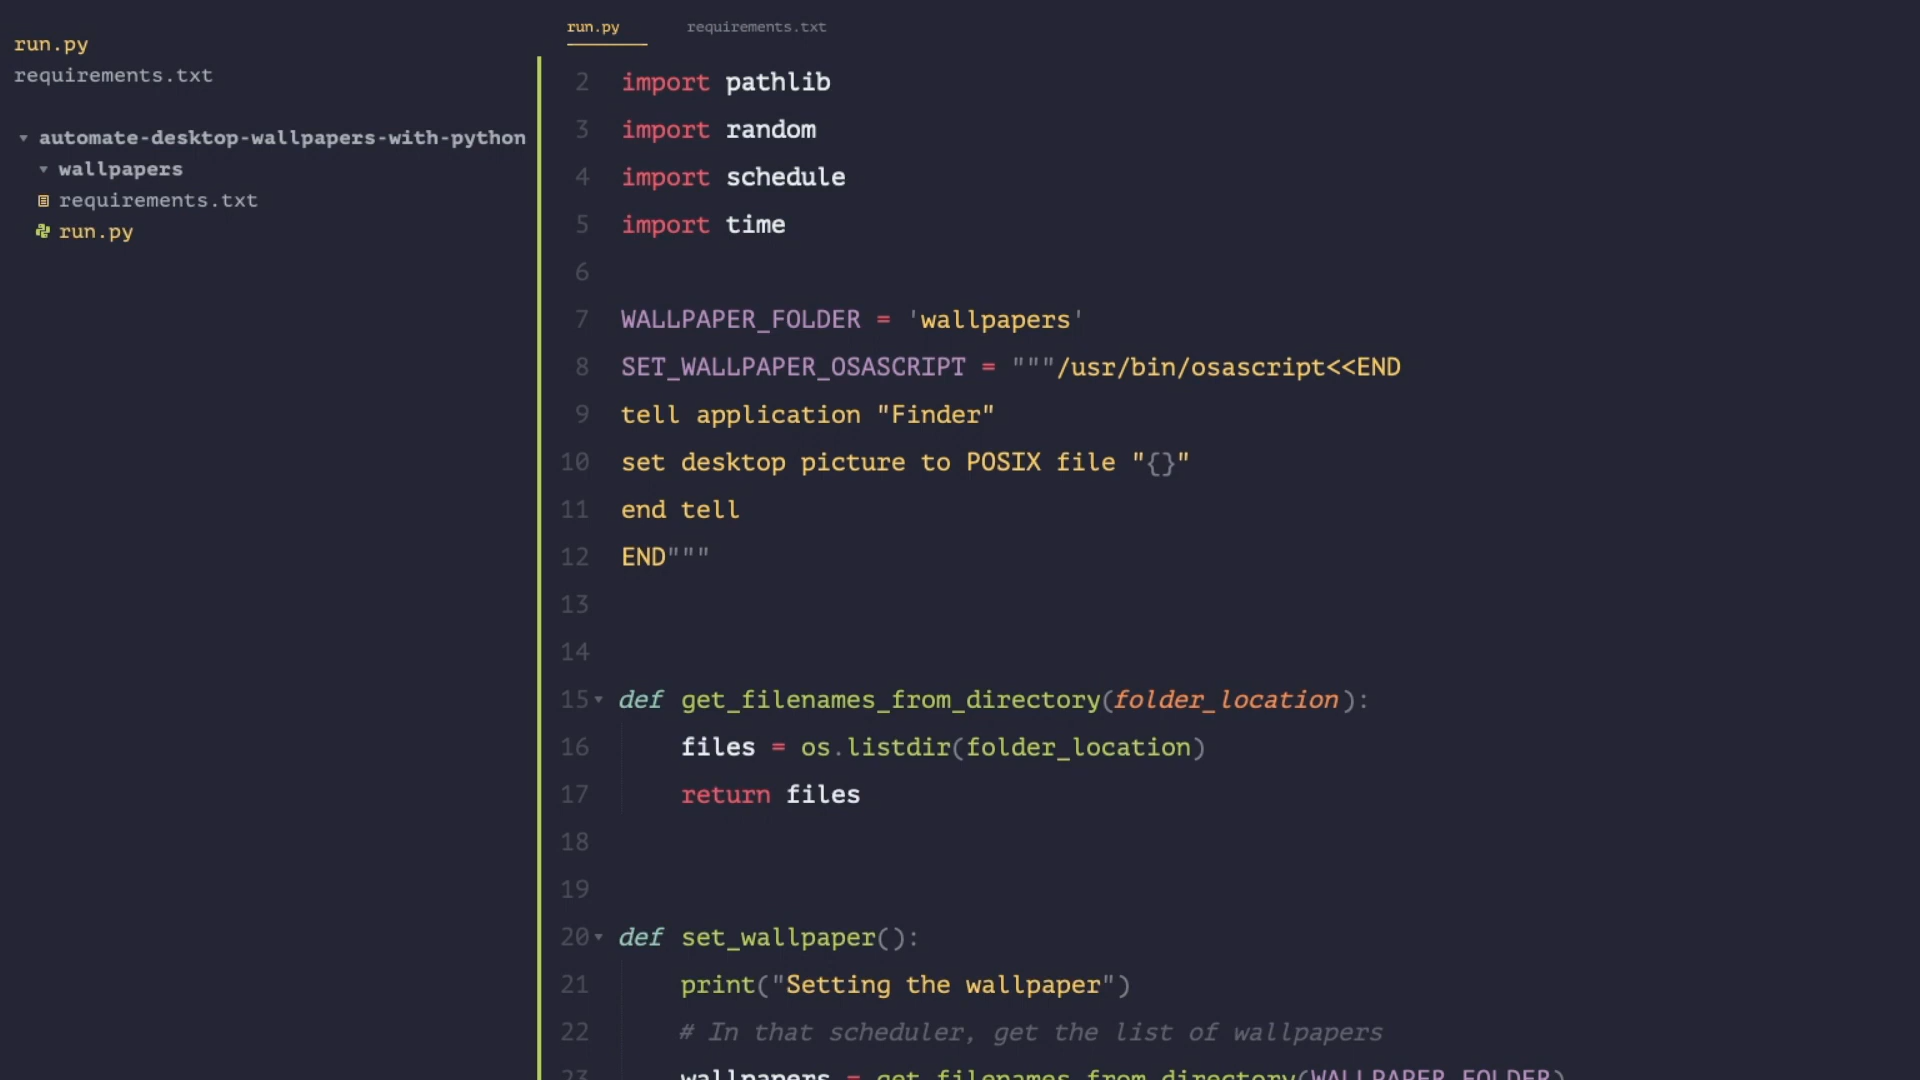 run.py
requirements.txt
automate-desktop-wallpapers-with-python
wallpapers
requirements.txt
run.py
run.py requirements.txt
2 import pathlib
3 import random
4 import schedule
5 import time
6
7 WALLPAPER_FOLDER = 'wallpapers'
8 SET_WALLPAPER_OSASCRIPT = """/usr/bin/osascript<<END
9 tell application "Finder"
10 set desktop picture to POSIX file "{}"
11 end tell
12 END"""
13
14
15 def get_filenames_from_directory(folder_location):
16 files = os.listdir(folder_location)
17 return files
18
19
20 def set_wallpaper():
21 print("Setting the wallpaper")
22 # In that scheduler, get the list of wallpapers
23 wallpapers = get_filenames_from_directory(WALLPAPER_FOLDER)